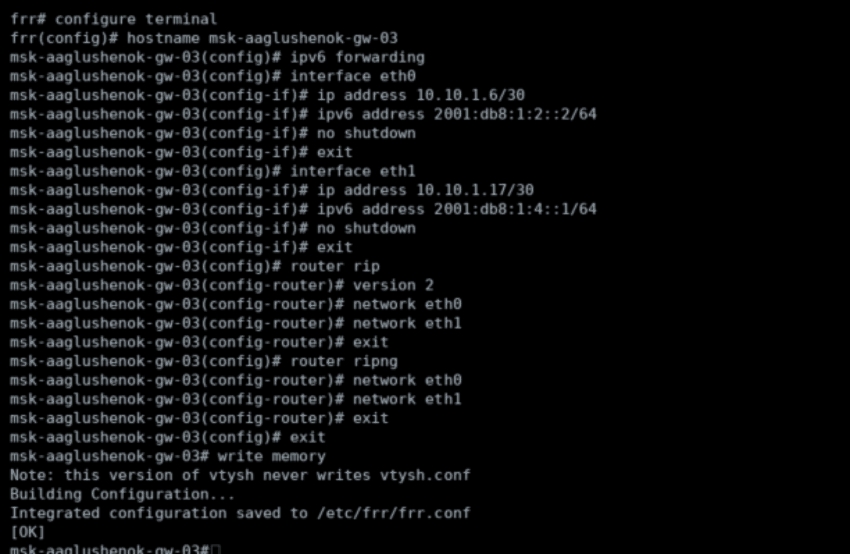 frr# configure terminal
frr(config)# hostname msk-aaglushenok-gw-03
msk-aaglushenok-gw-03(config)# ipv6 forwarding
msk-aaglushenok-gw-03(config)# interface eth0
msk-aaglushenok-gw-03(config-if)# ip address 10.10.1.6/30
msk-aaglushenok-gw-03(config-if)# ipv6 address 2001:db8:1:2::2/64
msk-aaglushenok-gw-03(config-if)# no shutdown
msk-aaglushenok-gw-03(config-if)# exit
msk-aaglushenok-gw-03(config)# interface eth1
msk-aaglushenok-gw-03(config-if)# ip address 10.10.1.17/30
msk-aaglushenok-gw-03(config-if)# ipv6 address 2001:db8:1:4::1/64
msk-aaglushenok-gw-03(config-if)# no shutdown
msk-aaglushenok-gw-03(config-if)# exit
msk-aaglushenok-gw-03(config)# router rip
msk-aaglushenok-gw-03(config-router)# version 2
msk-aaglushenok-gw-03(config-router)# network eth0
msk-aaglushenok-gw-03(config-router)# network eth1
msk-aaglushenok-gw-03(config-router)# exit
msk-aaglushenok-gw-03(config)# router ripng
msk-aaglushenok-gw-03(config-router)# network eth0
msk-aaglushenok-gw-03(config-router)# network eth1
msk-aaglushenok-gw-03(config-router)# exit
msk-aaglushenok-gw-03(config)# exit
msk-aaglushenok-gw-03# write memory
Note: this version of vtysh never writes vtysh.conf
Building Configuration...
Integrated configuration saved to /etc/frr/frr.conf
[OK]
msk-aaglushenok-gw-03#